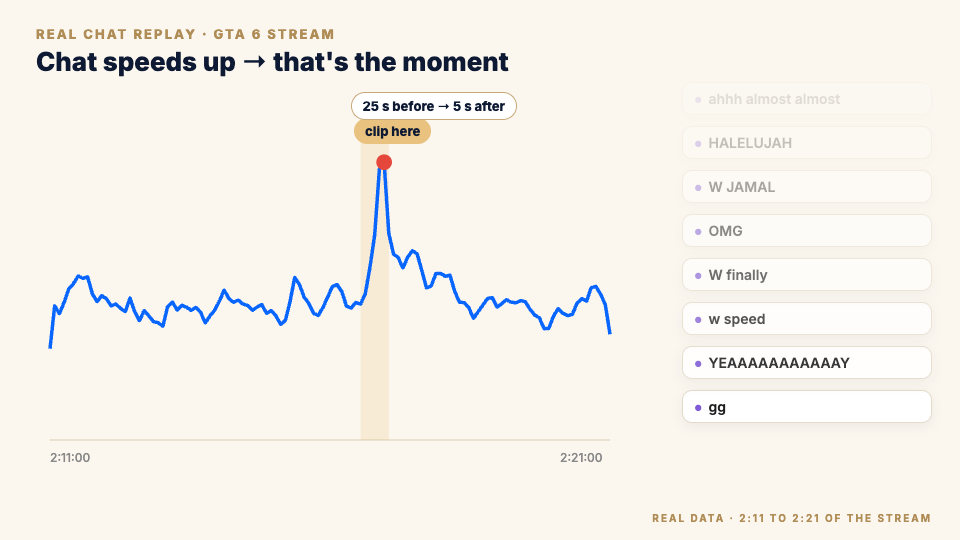 REAL CHAT REPLAY · GTA 6 STREAM
Chat speeds up → that's the moment
25 s before → 5 s after
clip here
2:11:00
2:21:00
ahhh almost almost
HALELUJAH
W JAMAL
OMG
W finally
w speed
YEAAAAAAAAAAAY
gg
REAL DATA · 2:11 TO 2:21 OF THE STREAM